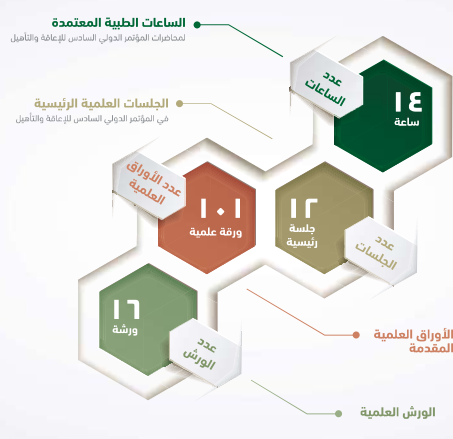 الساعات الطبية المعتمدة
لمحاضرات المؤتمر الدولي السادس للإعاقة والتأهيل
عدد
الساعات
١٤
ساعة
الجلسات العلمية الرئيسية
في المؤتمر الدولي السادس للإعاقة والتأهيل
عدد الأوراق
العلمية
١٠١
ورقة علمية
١٢
جلسة
رئيسية
عدد
الجلسات
١٦
ورشة
عدد
الورش
الأوراق العلمية
المقدمة
الورش العلمية